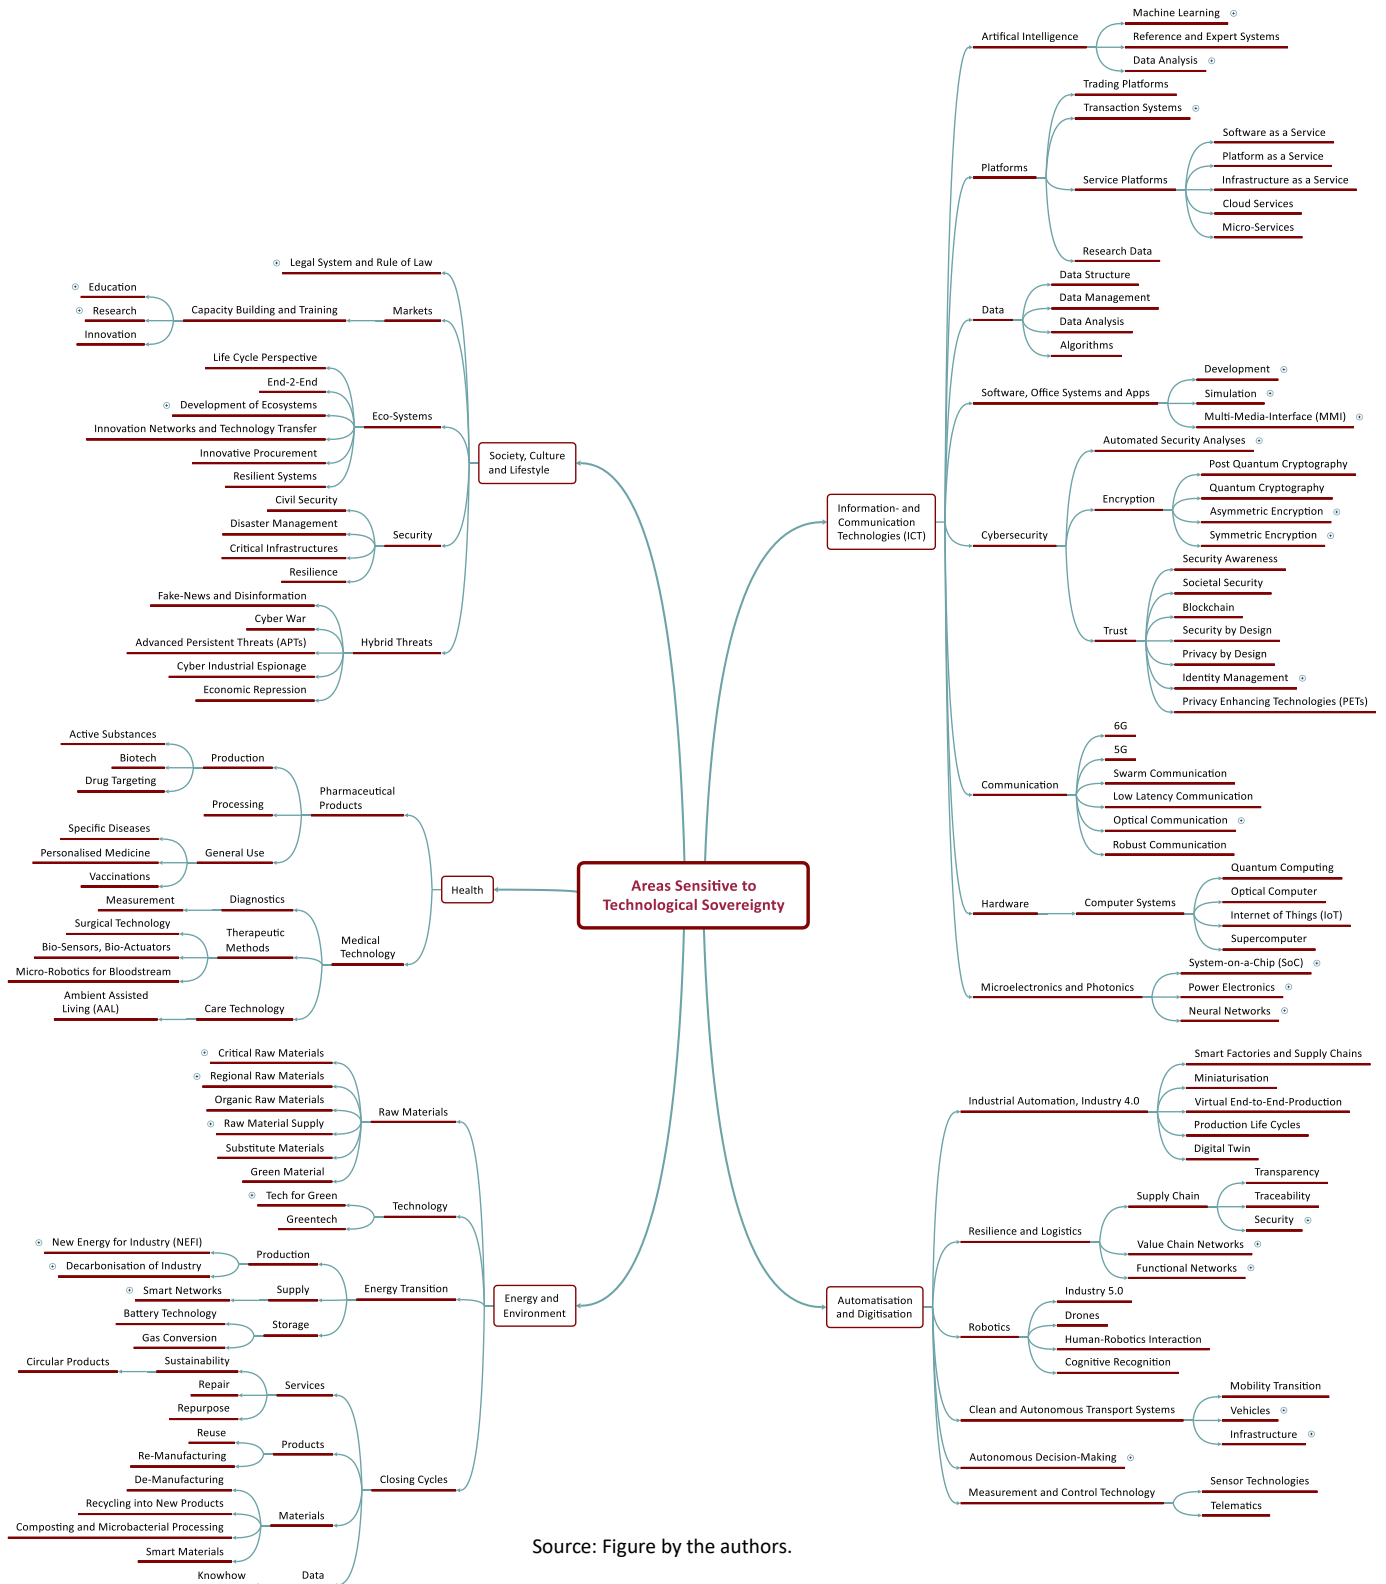 Areas Sensitive to
Technological Sovereignty
Society, Culture
and Lifestyle
Legal System and Rule of Law
Markets
Capacity Building and Training
Education
Research
Innovation
Eco-Systems
Life Cycle Perspective
End-2-End
Development of Ecosystems
Innovation Networks and Technology Transfer
Innovative Procurement
Resilient Systems
Security
Civil Security
Disaster Management
Critical Infrastructures
Resilience
Hybrid Threats
Fake-News and Disinformation
Cyber War
Advanced Persistent Threats (APTs)
Cyber Industrial Espionage
Economic Repression
Health
Pharmaceutical
Products
Production
Active Substances
Biotech
Drug Targeting
Processing
General Use
Specific Diseases
Personalised Medicine
Vaccinations
Medical
Technology
Diagnostics
Measurement
Therapeutic
Methods
Surgical Technology
Bio-Sensors, Bio-Actuators
Micro-Robotics for Bloodstream
Care Technology
Ambient Assisted
Living (AAL)
Energy and
Environment
Raw Materials
Critical Raw Materials
Regional Raw Materials
Organic Raw Materials
Raw Material Supply
Substitute Materials
Green Material
Technology
Tech for Green
Greentech
Energy Transition
Production
New Energy for Industry (NEFI)
Decarbonisation of Industry
Supply
Smart Networks
Storage
Battery Technology
Gas Conversion
Closing Cycles
Services
Sustainability
Circular Products
Repair
Repurpose
Products
Reuse
Re-Manufacturing
Materials
De-Manufacturing
Recycling into New Products
Composting and Microbacterial Processing
Smart Materials
Data
Knowhow
Information- and
Communication
Technologies (ICT)
Artifical Intelligence
Machine Learning
Reference and Expert Systems
Data Analysis
Platforms
Trading Platforms
Transaction Systems
Service Platforms
Software as a Service
Platform as a Service
Infrastructure as a Service
Cloud Services
Micro-Services
Research Data
Data
Data Structure
Data Management
Data Analysis
Algorithms
Software, Office Systems and Apps
Development
Simulation
Multi-Media-Interface (MMI)
Cybersecurity
Automated Security Analyses
Encryption
Post Quantum Cryptography
Quantum Cryptography
Asymmetric Encryption
Symmetric Encryption
Trust
Security Awareness
Societal Security
Blockchain
Security by Design
Privacy by Design
Identity Management
Privacy Enhancing Technologies (PETs)
Communication
6G
5G
Swarm Communication
Low Latency Communication
Optical Communication
Robust Communication
Hardware
Computer Systems
Quantum Computing
Optical Computer
Internet of Things (IoT)
Supercomputer
Microelectronics and Photonics
System-on-a-Chip (SoC)
Power Electronics
Neural Networks
Automatisation
and Digitisation
Industrial Automation, Industry 4.0
Smart Factories and Supply Chains
Miniaturisation
Virtual End-to-End-Production
Production Life Cycles
Digital Twin
Resilience and Logistics
Supply Chain
Transparency
Traceability
Security
Value Chain Networks
Functional Networks
Robotics
Industry 5.0
Drones
Human-Robotics Interaction
Cognitive Recognition
Clean and Autonomous Transport Systems
Mobility Transition
Vehicles
Infrastructure
Autonomous Decision-Making
Measurement and Control Technology
Sensor Technologies
Telematics
Source: Figure by the authors.